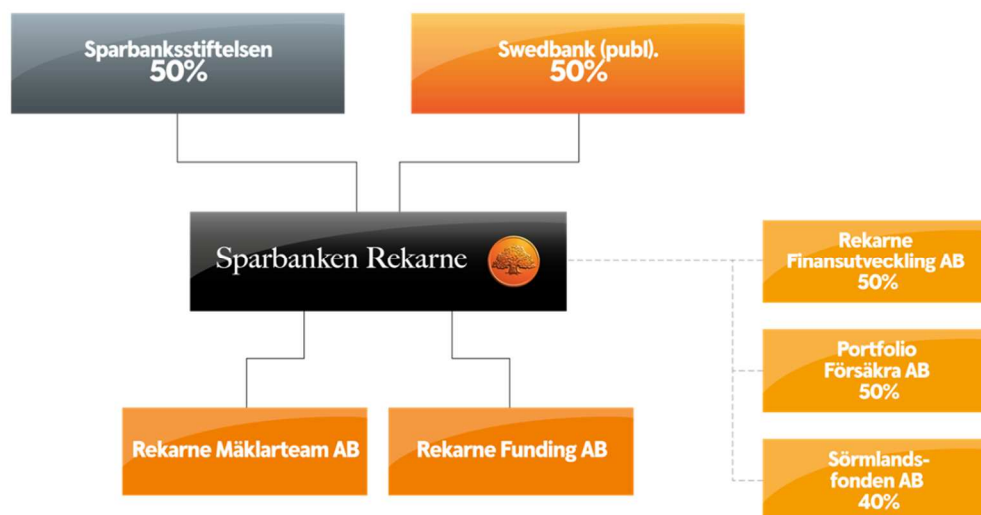 Sparbanksstiftelsen
50%
Swedbank (publ).
50%
Sparbanken Rekarne
Rekarne
Finansutveckling AB
50%
Portfolio
Försäkra AB
50%
Sörmlands-
fonden AB
40%
Rekarne Mäklarteam AB
Rekarne Funding AB